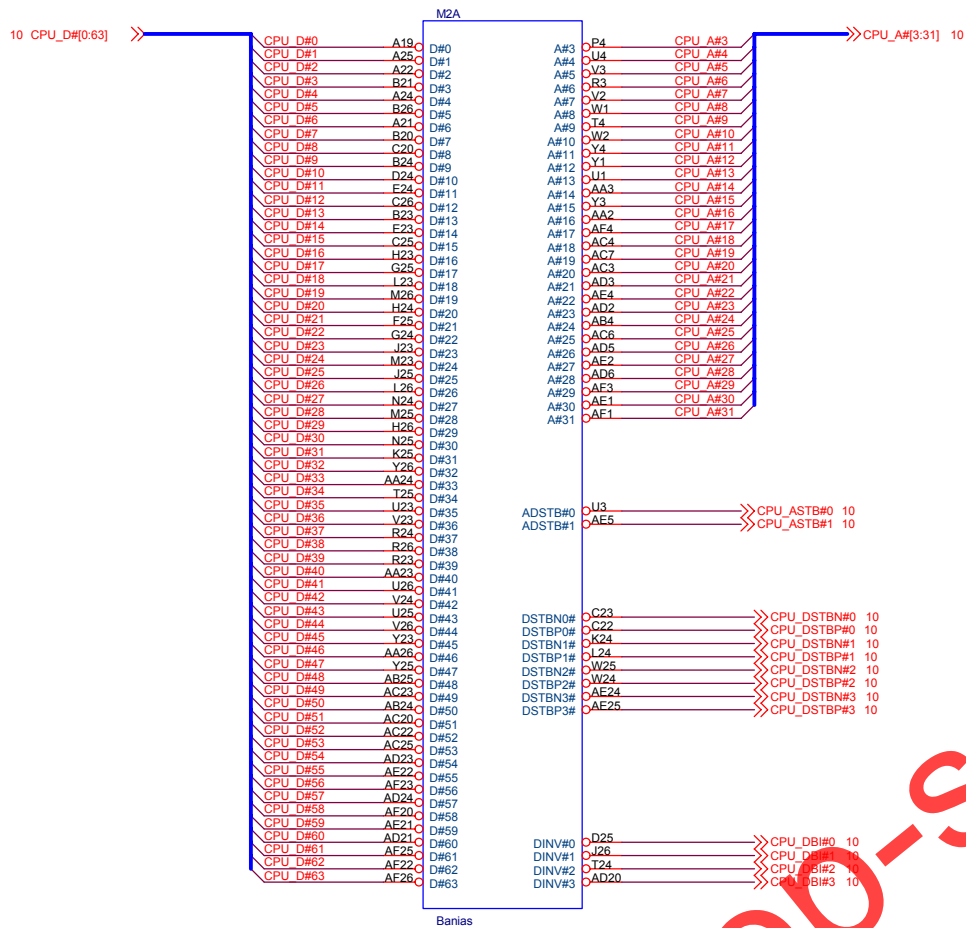 M2A
10 CPU_D#[0:63] CPU_A#[3:31] 10
CPU_D#0 A19 D#0 A#3 P4 CPU_A#3
CPU_D#1 A25 D#1 A#4 U4 CPU_A#4
CPU_D#2 A22 D#2 A#5 V3 CPU_A#5
CPU_D#3 B21 D#3 A#6 R3 CPU_A#6
CPU_D#4 A24 D#4 A#7 V2 CPU_A#7
CPU_D#5 B26 D#5 A#8 W1 CPU_A#8
CPU_D#6 A21 D#6 A#9 T4 CPU_A#9
CPU_D#7 B20 D#7 A#10 W2 CPU_A#10
CPU_D#8 C20 D#8 A#11 Y4 CPU_A#11
CPU_D#9 B24 D#9 A#12 Y1 CPU_A#12
CPU_D#10 D24 D#10 A#13 U1 CPU_A#13
CPU_D#11 E24 D#11 A#14 AA3 CPU_A#14
CPU_D#12 C26 D#12 A#15 Y3 CPU_A#15
CPU_D#13 B23 D#13 A#16 AA2 CPU_A#16
CPU_D#14 E23 D#14 A#17 AF4 CPU_A#17
CPU_D#15 C25 D#15 A#18 AC4 CPU_A#18
CPU_D#16 H23 D#16 A#19 AC7 CPU_A#19
CPU_D#17 G25 D#17 A#20 AC3 CPU_A#20
CPU_D#18 L23 D#18 A#21 AD3 CPU_A#21
CPU_D#19 M26 D#19 A#22 AE4 CPU_A#22
CPU_D#20 H24 D#20 A#23 AD2 CPU_A#23
CPU_D#21 F25 D#21 A#24 AB4 CPU_A#24
CPU_D#22 G24 D#22 A#25 AC6 CPU_A#25
CPU_D#23 J23 D#23 A#26 AD5 CPU_A#26
CPU_D#24 M23 D#24 A#27 AE2 CPU_A#27
CPU_D#25 J25 D#25 A#28 AD6 CPU_A#28
CPU_D#26 L26 D#26 A#29 AF3 CPU_A#29
CPU_D#27 N24 D#27 A#30 AE1 CPU_A#30
CPU_D#28 M25 D#28 A#31 AF1 CPU_A#31
CPU_D#29 H26 D#29
CPU_D#30 N25 D#30
CPU_D#31 K25 D#31
CPU_D#32 Y26 D#32
CPU_D#33 AA24 D#33
CPU_D#34 T25 D#34
CPU_D#35 U23 D#35 ADSTB#0 U3 CPU_ASTB#0 10
CPU_D#36 V23 D#36 ADSTB#1 AE5 CPU_ASTB#1 10
CPU_D#37 R24 D#37
CPU_D#38 R26 D#38
CPU_D#39 R23 D#39
CPU_D#40 AA23 D#40
CPU_D#41 U26 D#41
CPU_D#42 V24 D#42
CPU_D#43 U25 D#43 DSTBN0# C23 CPU_DSTBN#0 10
CPU_D#44 V26 D#44 DSTBP0# C22 CPU_DSTBP#0 10
CPU_D#45 Y23 D#45 DSTBN1# K24 CPU_DSTBN#1 10
CPU_D#46 AA26 D#46 DSTBP1# L24 CPU_DSTBP#1 10
CPU_D#47 Y25 D#47 DSTBN2# W25 CPU_DSTBN#2 10
CPU_D#48 AB25 D#48 DSTBP2# W24 CPU_DSTBP#2 10
CPU_D#49 AC23 D#49 DSTBN3# AE24 CPU_DSTBN#3 10
CPU_D#50 AB24 D#50 DSTBP3# AE25 CPU_DSTBP#3 10
CPU_D#51 AC20 D#51
CPU_D#52 AC22 D#52
CPU_D#53 AC25 D#53
CPU_D#54 AD23 D#54
CPU_D#55 AE22 D#55
CPU_D#56 AF23 D#56
CPU_D#57 AD24 D#57
CPU_D#58 AF20 D#58
CPU_D#59 AE21 D#59
CPU_D#60 AD21 D#60 DINV#0 D25 CPU_DBI#0 10
CPU_D#61 AF25 D#61 DINV#1 J26 CPU_DBI#1 10
CPU_D#62 AF22 D#62 DINV#2 T24 CPU_DBI#2 10
CPU_D#63 AF26 D#63 DINV#3 AD20 CPU_DBI#3 10
Banias